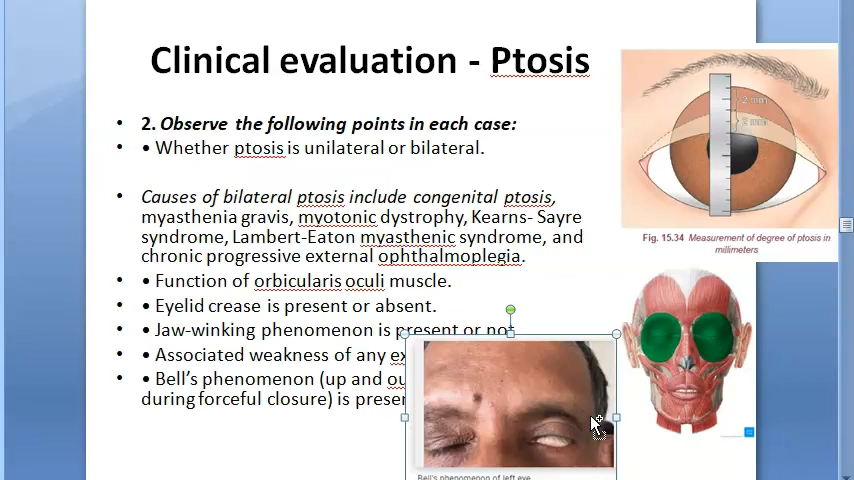 Clinical evaluation - Ptosis
• 2. Observe the following points in each case:
• • Whether ptosis is unilateral or bilateral.
• Causes of bilateral ptosis include congenital ptosis,
myasthenia gravis, myotonic dystrophy, Kearns- Sayre
syndrome, Lambert-Eaton myasthenic syndrome, and
chronic progressive external ophthalmoplegia.
• • Function of orbicularis oculi muscle.
• • Eyelid crease is present or absent.
• • Jaw-winking phenomenon is present or not
• • Associated weakness of any
• • Bell's phenomenon (up and
during forceful closure) is
2 mm
2 mm
Fig. 15.34 Measurement of degree of ptosis in
millimeters
Bell's phenomenon of left eye